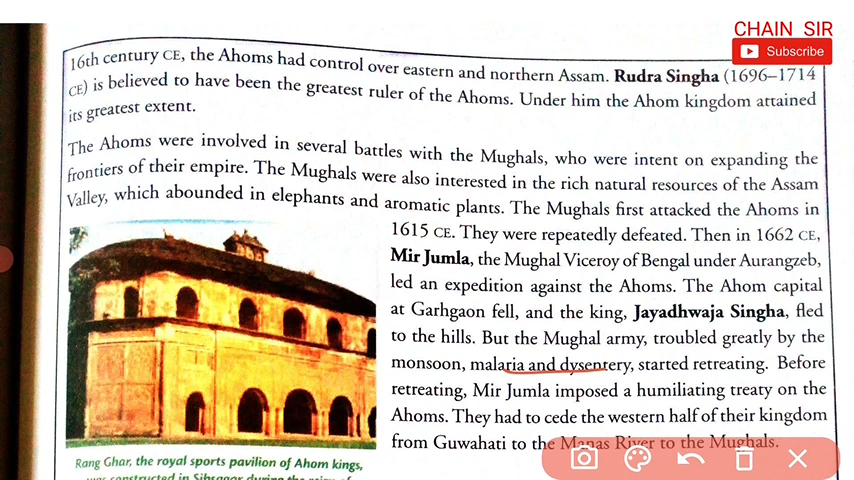 CHAIN SIR
Subscribe
16th century CE, the Ahoms had control over eastern and northern Assam. Rudra Singha (1696–1714
CE) is believed to have been the greatest ruler of the Ahoms. Under him the Ahom kingdom attained
its greatest extent.
The Ahoms were involved in several battles with the Mughals, who were intent on expanding the
frontiers of their empire. The Mughals were also interested in the rich natural resources of the Assam
Valley, which abounded in elephants and aromatic plants. The Mughals first attacked the Ahoms in
1615 CE. They were repeatedly defeated. Then in 1662 CE,
Mir Jumla, the Mughal Viceroy of Bengal under Aurangzeb,
led an expedition against the Ahoms. The Ahom capital
at Garhgaon fell, and the king, Jayadhwaja Singha, fled
to the hills. But the Mughal army, troubled greatly by the
monsoon, malaria and dysentery, started retreating. Before
retreating, Mir Jumla imposed a humiliating treaty on the
Ahoms. They had to cede the western half of their kingdom
from Guwahati to the Manas River to the Mughals.
Rang Ghar, the royal sports pavilion of Ahom kings,
was constructed in Sibsagar during the reign of